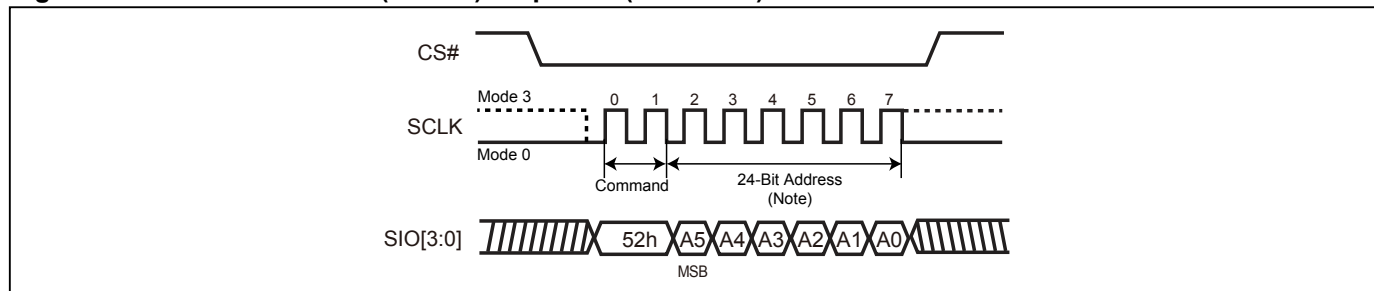 CS#
Mode 3
0 1 2 3 4 5 6 7
SCLK
Mode 0
Command
24-Bit Address
(Note)
SIO[3:0]
52h A5 A4 A3 A2 A1 A0
MSB